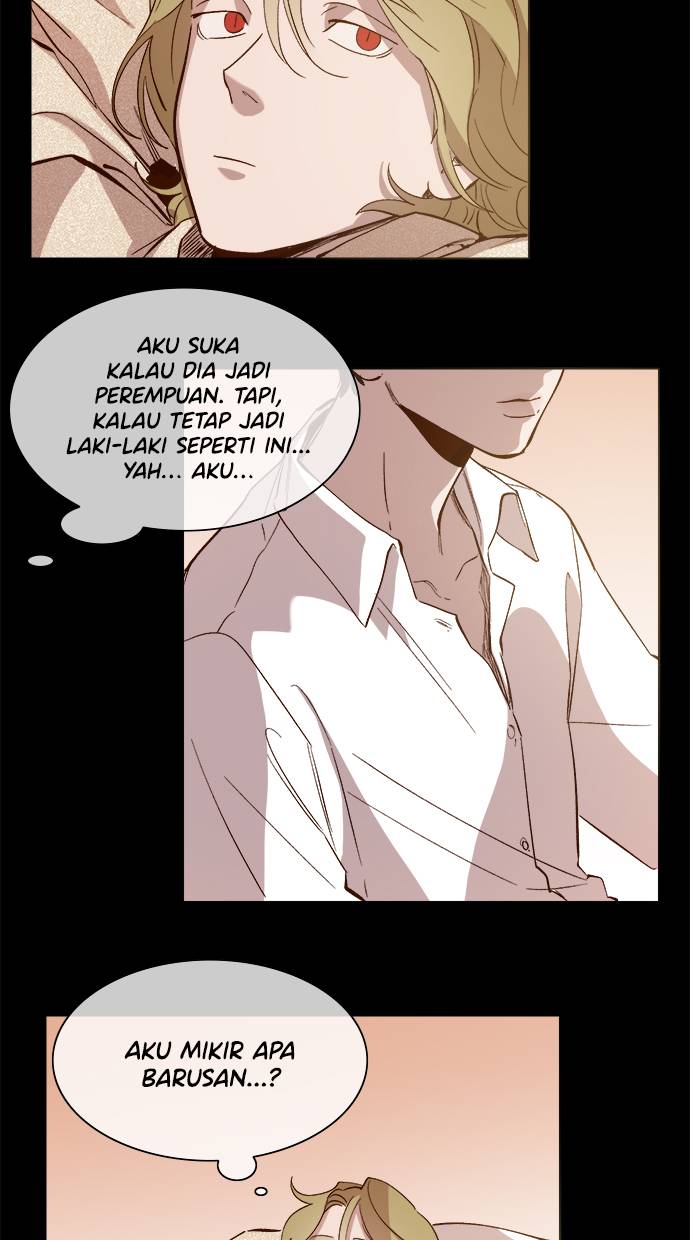 AKU SUKA
KALAU DIA JADI
PEREMPUAN. TAPI,
KALAU TETAP JADI
LAKI-LAKI SEPERTI INI...
YAH... AKU...
AKU MIKIR APA
BARUSAN...?